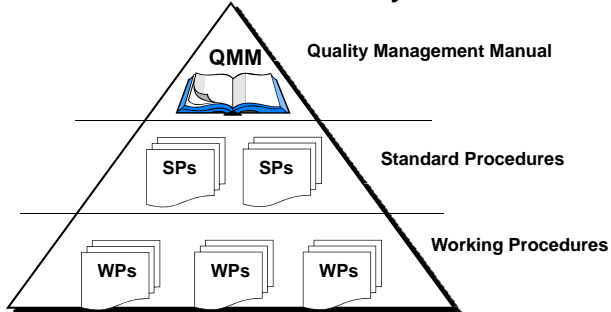 QMM
Quality Management Manual
SPs SPs
Standard Procedures
WPs WPs WPs
Working Procedures